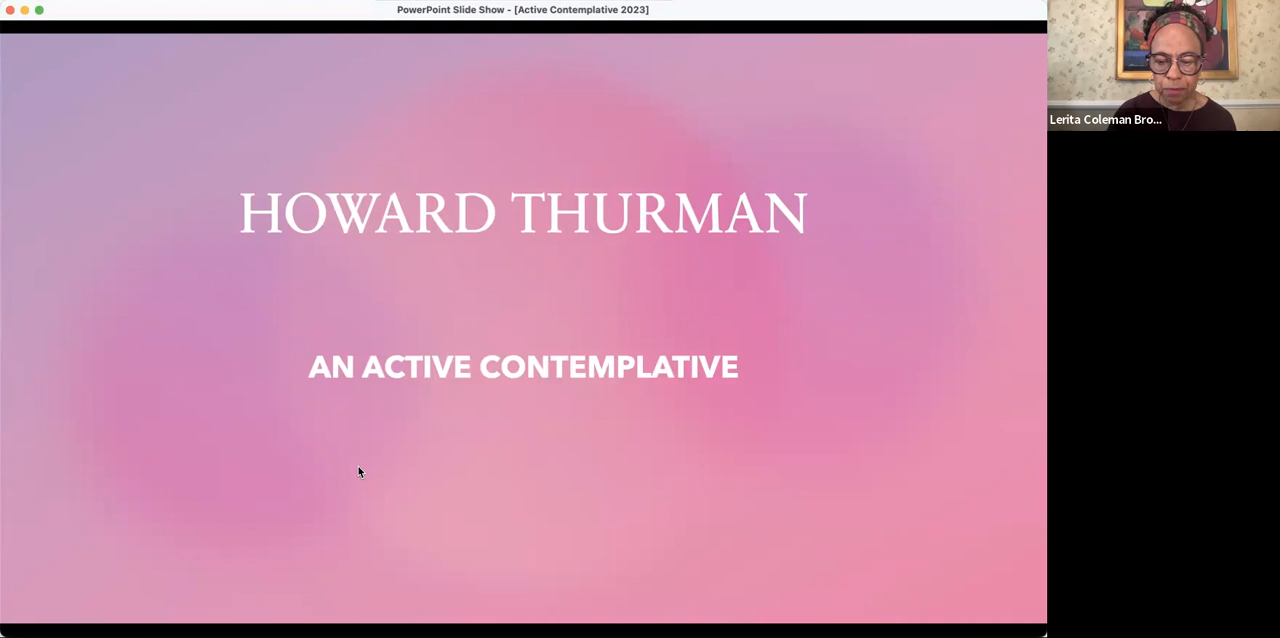 PowerPoint Slide Show - [Active Contemplative 2023]
HOWARD THURMAN
AN ACTIVE CONTEMPLATIVE
Lerita Coleman Bro...